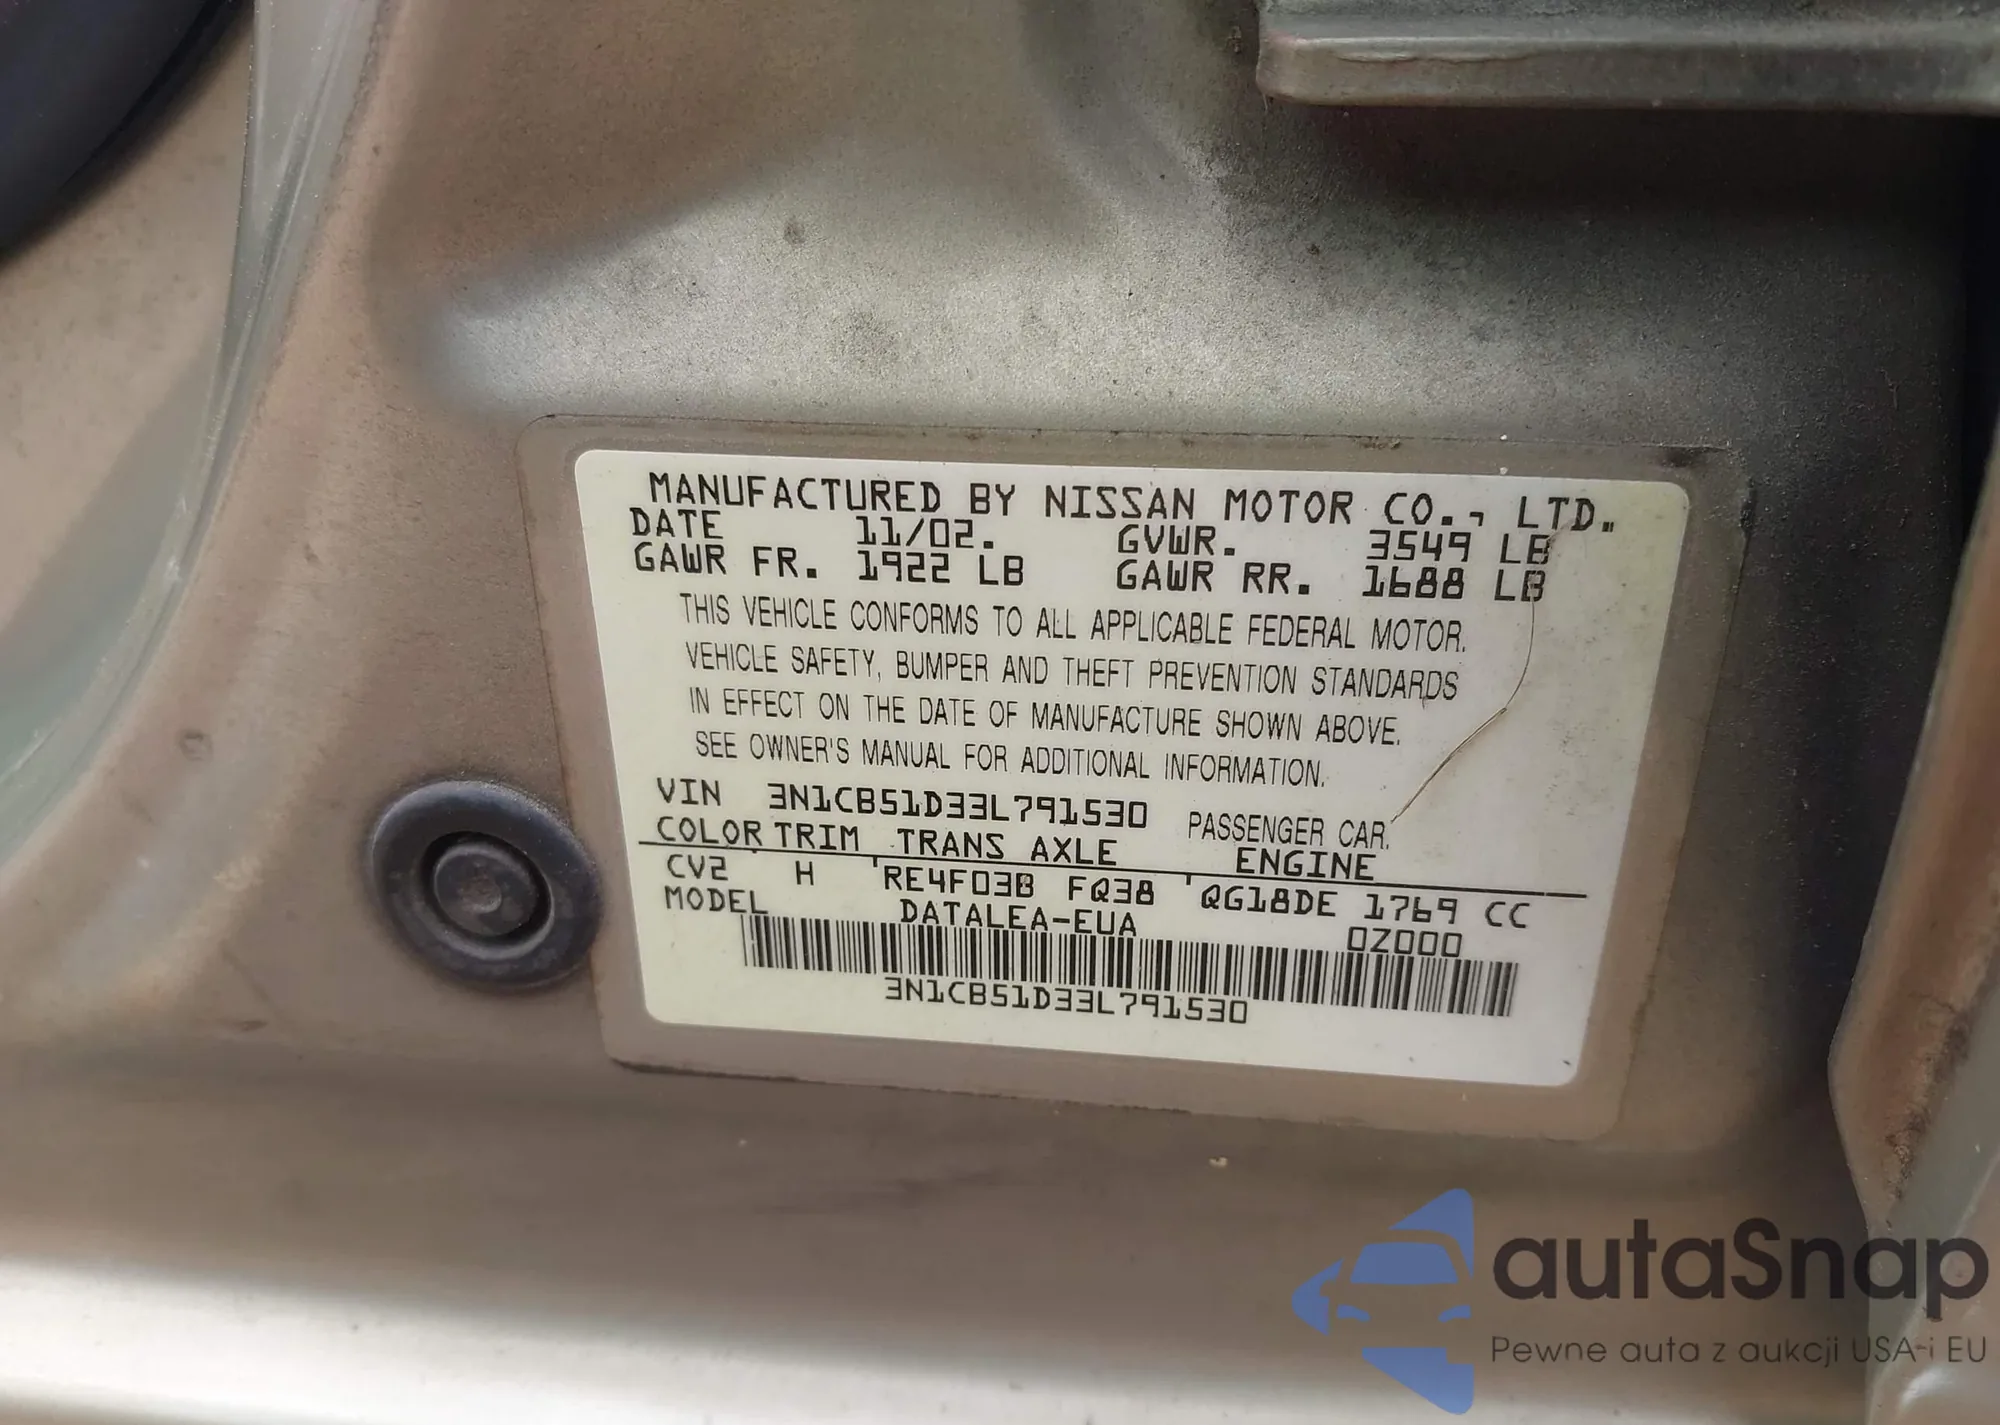 MANUFACTURED BY NISSAN MOTOR CO., LTD.
DATE 11/02. GVWR. 3549 LB
GAWR FR. 1922 LB GAWR RR. 1688 LB
THIS VEHICLE CONFORMS TO ALL APPLICABLE FEDERAL MOTOR.
VEHICLE SAFETY, BUMPER AND THEFT PREVENTION STANDARDS
IN EFFECT ON THE DATE OF MANUFACTURE SHOWN ABOVE.
SEE OWNER'S MANUAL FOR ADDITIONAL INFORMATION.
VIN 3N1CB51D33L791530 PASSENGER CAR.
COLOR TRIM TRANS AXLE ENGINE
CV2 H RE4F03B FQ38 QG18DE 1769 CC
MODEL DATALEA-EUA 0Z000
3N1CB51D33L791530
autaSnap
Pewne auta z aukcji USA i EU